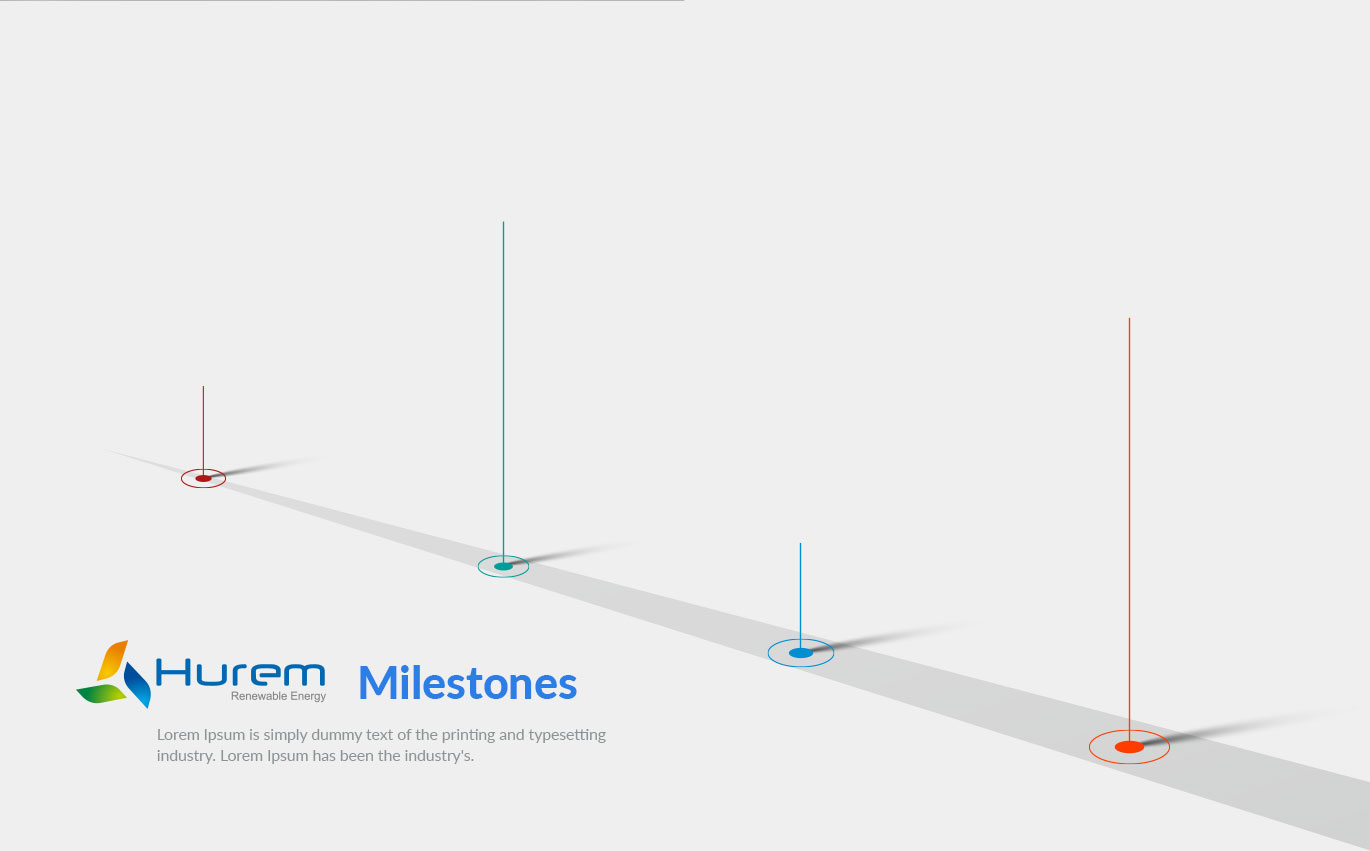 Hurem
Renewable Energy
Milestones
Lorem Ipsum is simply dummy text of the printing and typesetting
industry. Lorem Ipsum has been the industry's.